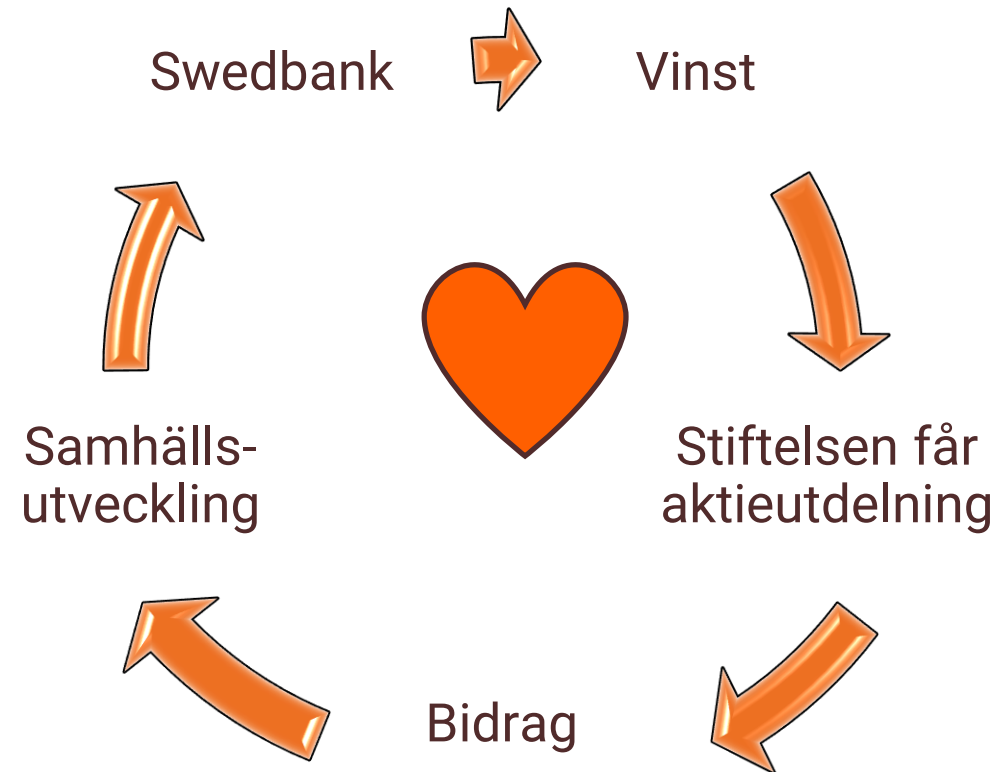 Swedbank
Vinst
Stiftelsen får
aktieutdelning
Bidrag
Samhälls-
utveckling